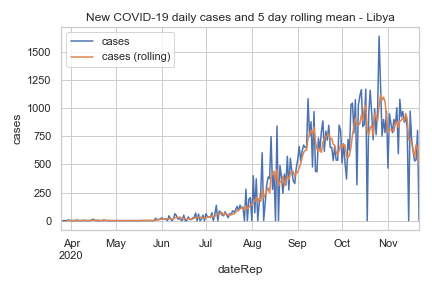 New COVID-19 daily cases and 5 day rolling mean - Libya
cases
cases (rolling)
1500
1250
1000
750
500
250
0
cases
Apr May Jun Jul Aug Sep Oct Nov
2020
dateRep